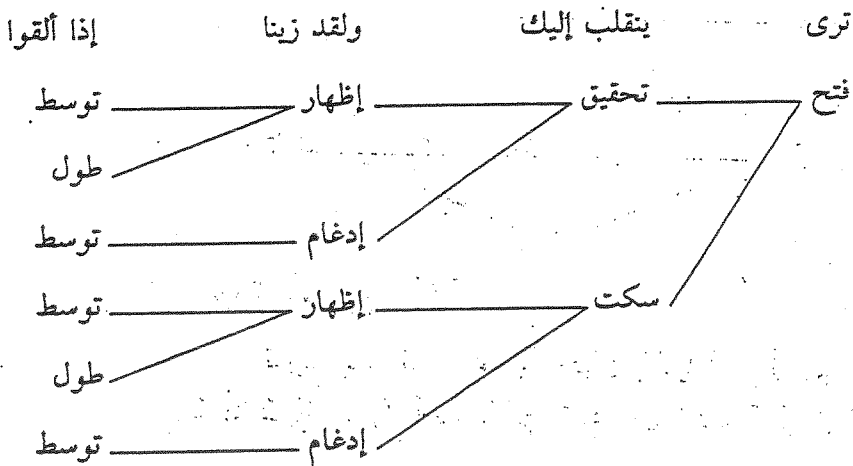 ترى ينقلب إليك ولقد زينا إذا ألقوا
فتح تحقيق إظهار توسط
طول
إدغام توسط
سكت إظهار توسط
طول
إدغام توسط